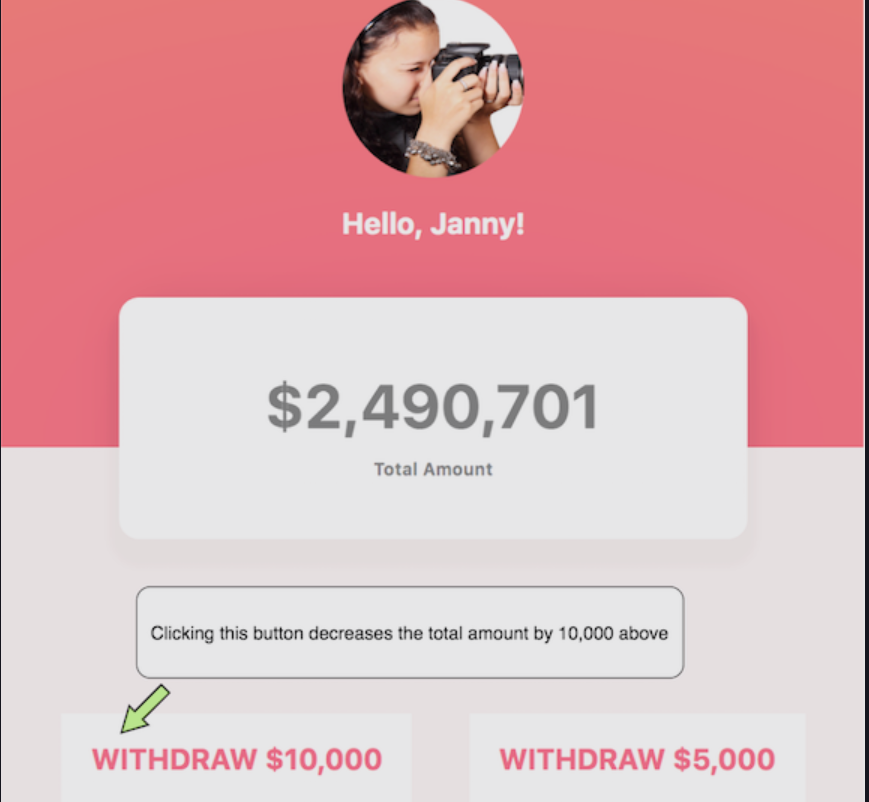 Hello, Janny!
$2,490,701
Total Amount
Clicking this button decreases the total amount by 10,000 above
WITHDRAW $10,000
WITHDRAW $5,000